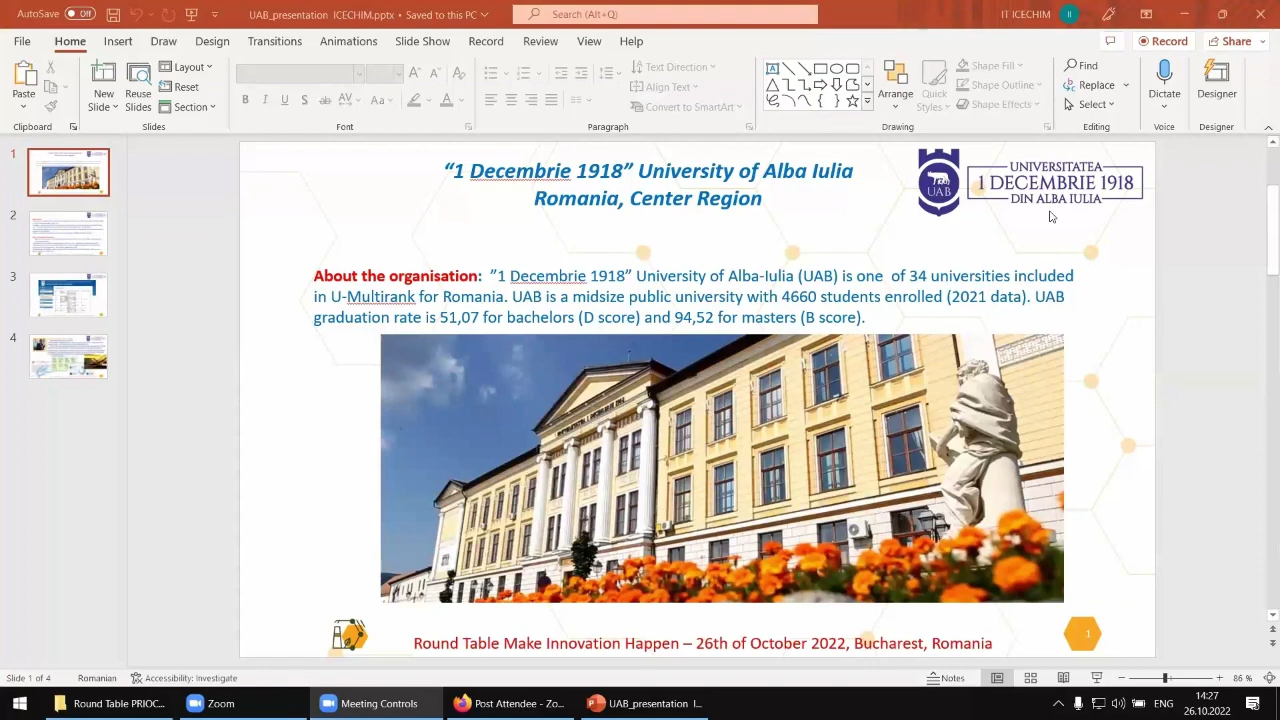 AutoSave Off UAB_presentation ICECHIM.pptx • Saved to this PC Search (Alt+Q) IT ICECHIM II
File Home Insert Draw Design Transitions Animations Slide Show Record Review View Help Record Share
Paste New Slide Reuse Slides Layout Reset Section
Text Direction Align Text Convert to SmartArt
Arrange Quick Styles Shape Fill Shape Outline Shape Effects
Find Replace Select Dictate Designer
Clipboard Slides Font Paragraph Drawing Editing Voice Designer
1
2
3
4
“1 Decembrie 1918” University of Alba Iulia
Romania, Center Region
UAB
UNIVERSITATEA
1 DECEMBRIE 1918
DIN ALBA IULIA
About the organisation: ”1 Decembrie 1918” University of Alba-Iulia (UAB) is one of 34 universities included
in U-Multirank for Romania. UAB is a midsize public university with 4660 students enrolled (2021 data). UAB
graduation rate is 51,07 for bachelors (D score) and 94,52 for masters (B score).
Round Table Make Innovation Happen – 26th of October 2022, Bucharest, Romania
1
Slide 1 of 4 Romanian Accessibility: Investigate Notes 86 %
Round Table PRIOC... Zoom Meeting Controls Post Attendee - Zo... UAB_presentation I... ENG 14:27
26.10.2022